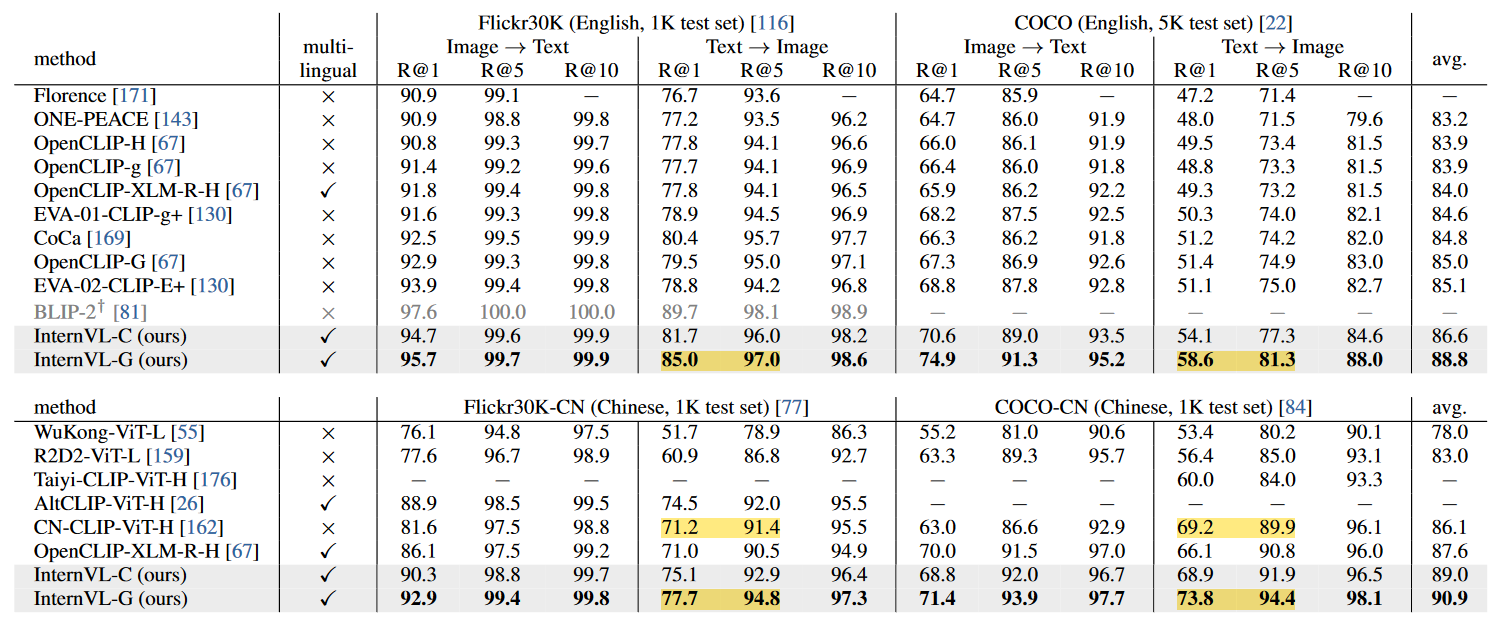 Flickr30K (English, 1K test set) [116] COCO (English, 5K test set) [22]
method multi-lingual Image → Text Text → Image Image → Text Text → Image avg.
R@1 R@5 R@10 R@1 R@5 R@10 R@1 R@5 R@10 R@1 R@5 R@10
Florence [171] × 90.9 99.1 — 76.7 93.6 — 64.7 85.9 — 47.2 71.4 — —
ONE-PEACE [143] × 90.9 98.8 99.8 77.2 93.5 96.2 64.7 86.0 91.9 48.0 71.5 79.6 83.2
OpenCLIP-H [67] × 90.8 99.3 99.7 77.8 94.1 96.6 66.0 86.1 91.9 49.5 73.4 81.5 83.9
OpenCLIP-g [67] × 91.4 99.2 99.6 77.7 94.1 96.9 66.4 86.0 91.8 48.8 73.3 81.5 83.9
OpenCLIP-XLM-R-H [67] ✓ 91.8 99.4 99.8 77.8 94.1 96.5 65.9 86.2 92.2 49.3 73.2 81.5 84.0
EVA-01-CLIP-g+ [130] × 91.6 99.3 99.8 78.9 94.5 96.9 68.2 87.5 92.5 50.3 74.0 82.1 84.6
CoCa [169] × 92.5 99.5 99.9 80.4 95.7 97.7 66.3 86.2 91.8 51.2 74.2 82.0 84.8
OpenCLIP-G [67] × 92.9 99.3 99.8 79.5 95.0 97.1 67.3 86.9 92.6 51.4 74.9 83.0 85.0
EVA-02-CLIP-E+ [130] × 93.9 99.4 99.8 78.8 94.2 96.8 68.8 87.8 92.8 51.1 75.0 82.7 85.1
BLIP-2† [81] × 97.6 100.0 100.0 89.7 98.1 98.9 — — — — — — —
InternVL-C (ours) ✓ 94.7 99.6 99.9 81.7 96.0 98.2 70.6 89.0 93.5 54.1 77.3 84.6 86.6
InternVL-G (ours) ✓ 95.7 99.7 99.9 85.0 97.0 98.6 74.9 91.3 95.2 58.6 81.3 88.0 88.8
method Flickr30K-CN (Chinese, 1K test set) [77] COCO-CN (Chinese, 1K test set) [84] avg.
WuKong-ViT-L [55] × 76.1 94.8 97.5 51.7 78.9 86.3 55.2 81.0 90.6 53.4 80.2 90.1 78.0
R2D2-ViT-L [159] × 77.6 96.7 98.9 60.9 86.8 92.7 63.3 89.3 95.7 56.4 85.0 93.1 83.0
Taiyi-CLIP-ViT-H [176] × — — — — — — — — — 60.0 84.0 93.3 —
AltCLIP-ViT-H [26] ✓ 88.9 98.5 99.5 74.5 92.0 95.5 — — — — — — —
CN-CLIP-ViT-H [162] × 81.6 97.5 98.8 71.2 91.4 95.5 63.0 86.6 92.9 69.2 89.9 96.1 86.1
OpenCLIP-XLM-R-H [67] ✓ 86.1 97.5 99.2 71.0 90.5 94.9 70.0 91.5 97.0 66.1 90.8 96.0 87.6
InternVL-C (ours) ✓ 90.3 98.8 99.7 75.1 92.9 96.4 68.8 92.0 96.7 68.9 91.9 96.5 89.0
InternVL-G (ours) ✓ 92.9 99.4 99.8 77.7 94.8 97.3 71.4 93.9 97.7 73.8 94.4 98.1 90.9